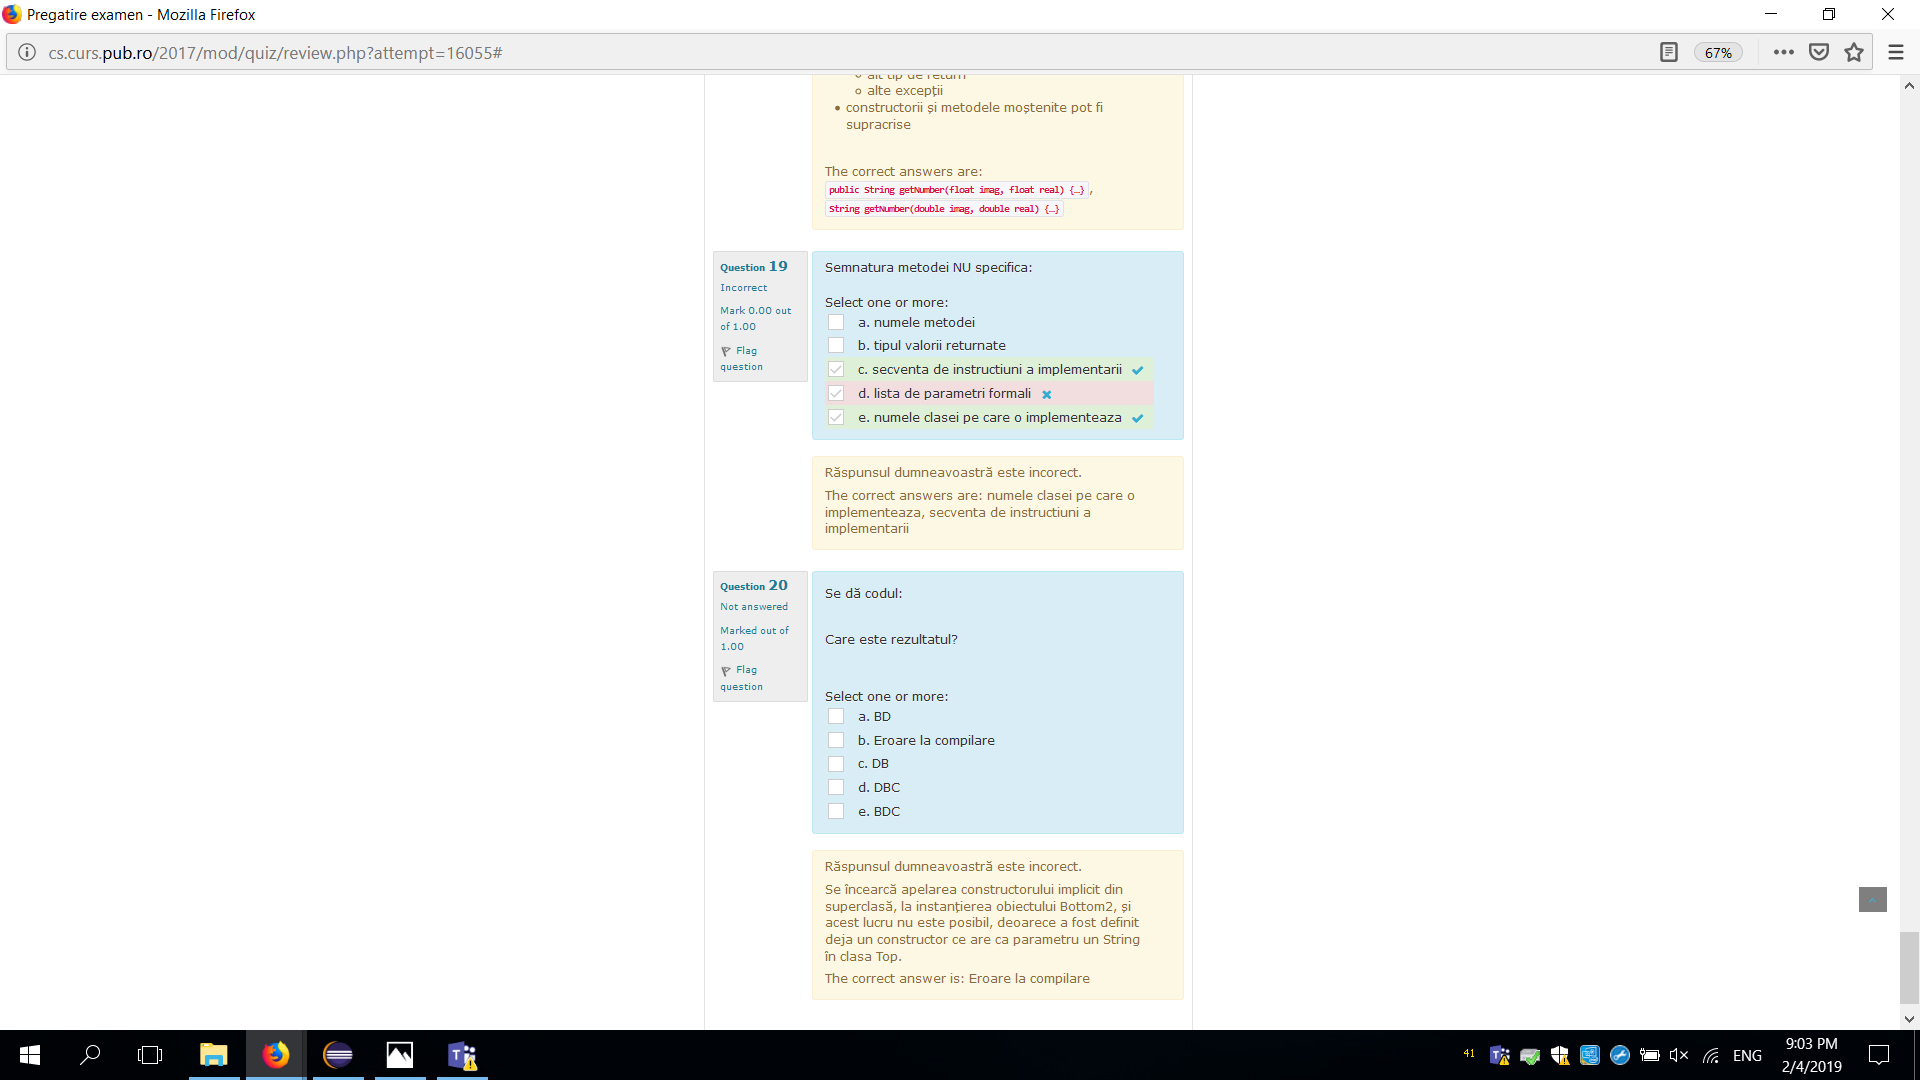 Pregatire examen - Mozilla Firefox
cs.curs.pub.ro/2017/mod/quiz/review.php?attempt=16055#
67%
alt tip de return
alte excepții
constructorii și metodele moștenite pot fi
supracrise
The correct answers are:
public String getNumber(float imag, float real) {…} ,
String getNumber(double imag, double real) {…}
Question 19
Incorrect
Mark 0.00 out
of 1.00
Flag
question
Semnatura metodei NU specifica:
Select one or more:
a. numele metodei
b. tipul valorii returnate
c. secventa de instructiuni a implementarii
d. lista de parametri formali
e. numele clasei pe care o implementeaza
Răspunsul dumneavoastră este incorect.
The correct answers are: numele clasei pe care o
implementeaza, secventa de instructiuni a
implementarii
Question 20
Not answered
Marked out of
1.00
Flag
question
Se dă codul:
Care este rezultatul?
Select one or more:
a. BD
b. Eroare la compilare
c. DB
d. DBC
e. BDC
Răspunsul dumneavoastră este incorect.
Se încearcă apelarea constructorului implicit din
superclasă, la instanțierea obiectului Bottom2, și
acest lucru nu este posibil, deoarece a fost definit
deja un constructor ce are ca parametru un String
în clasa Top.
The correct answer is: Eroare la compilare
41
ENG
9:03 PM
2/4/2019